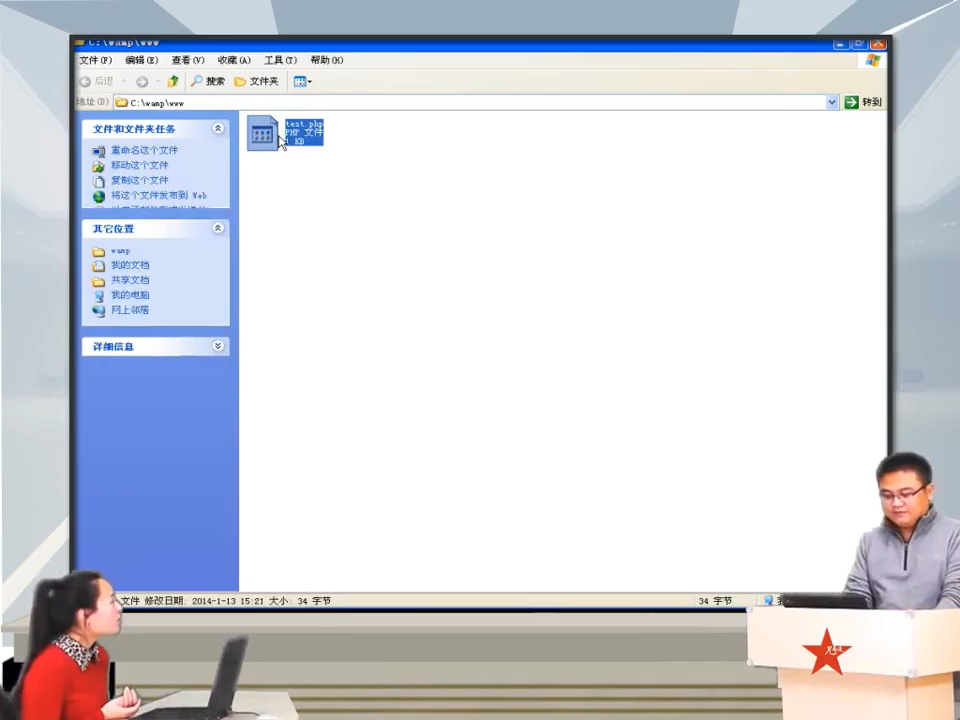 C:\wamp\www
文件(F) 编辑(E) 查看(V) 收藏(A) 工具(T) 帮助(H)
后退 搜索 文件夹
地址(D) C:\wamp\www 转到
文件和文件夹任务
重命名这个文件
移动这个文件
复制这个文件
将这个文件发布到 Web
其它位置
wamp
我的文档
共享文档
我的电脑
网上邻居
详细信息
test.php
PHP 文件
1 KB
文件 修改日期: 2014-1-13 15:21 大小: 34 字节 34 字节